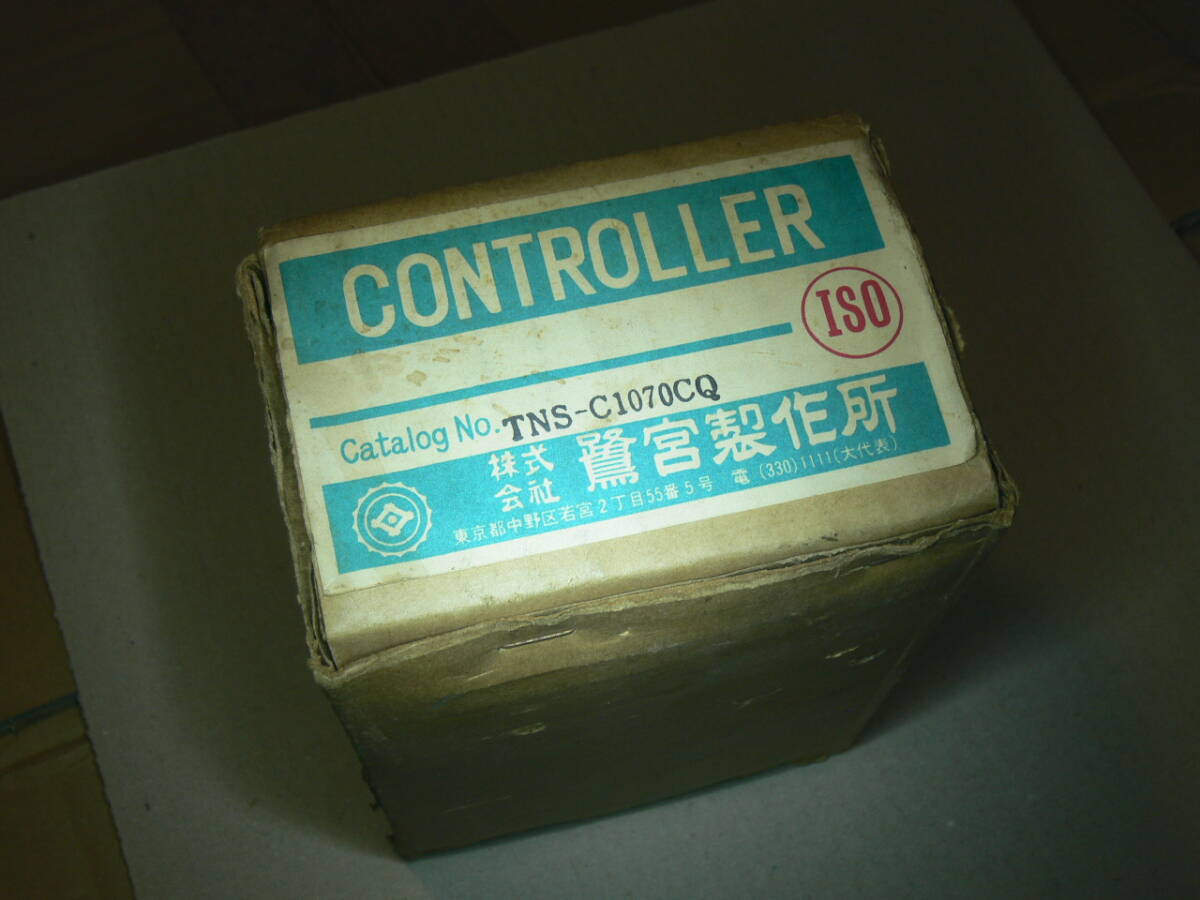 CONTROLLER
ISO
Catalog No. TNS-C1070CQ
株式会社 鷺宮製作所
東京都中野区若宮2丁目55番5号 電 (330)1111(大代表)